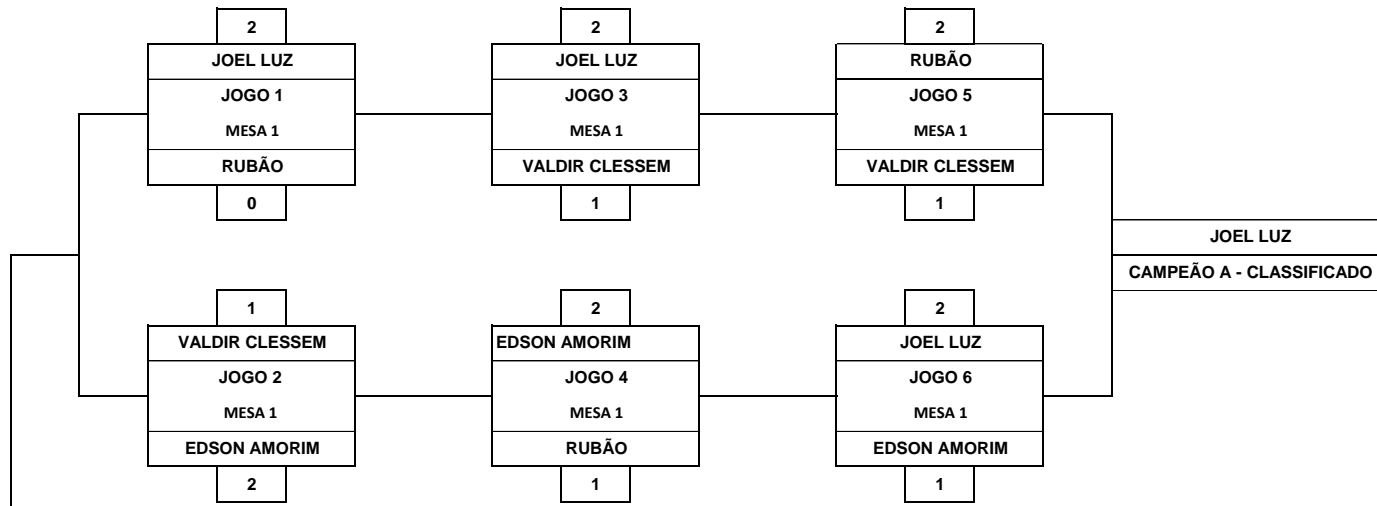 2
JOEL LUZ
JOGO 1
MESA 1
RUBÃO
0
2
JOEL LUZ
JOGO 3
MESA 1
VALDIR CLESSEM
1
2
RUBÃO
JOGO 5
MESA 1
VALDIR CLESSEM
1
1
VALDIR CLESSEM
JOGO 2
MESA 1
EDSON AMORIM
2
2
EDSON AMORIM
JOGO 4
MESA 1
RUBÃO
1
2
JOEL LUZ
JOGO 6
MESA 1
EDSON AMORIM
1
JOEL LUZ
CAMPEÃO A - CLASSIFICADO